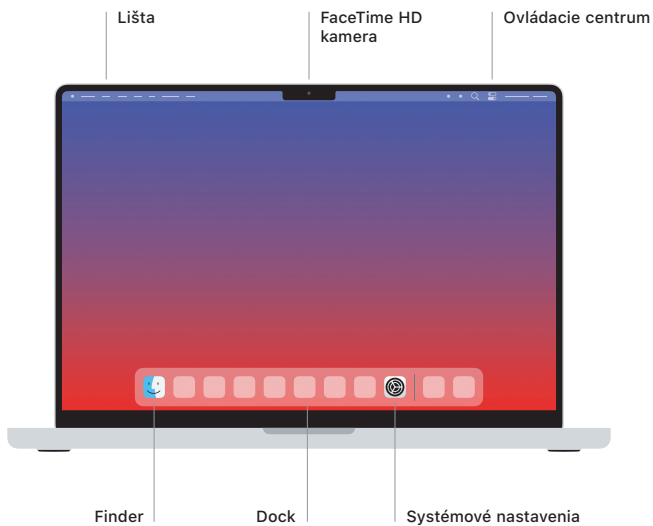 Lišta
FaceTime HD
kamera
Ovládacie centrum
Finder
Dock
Systémové nastavenia